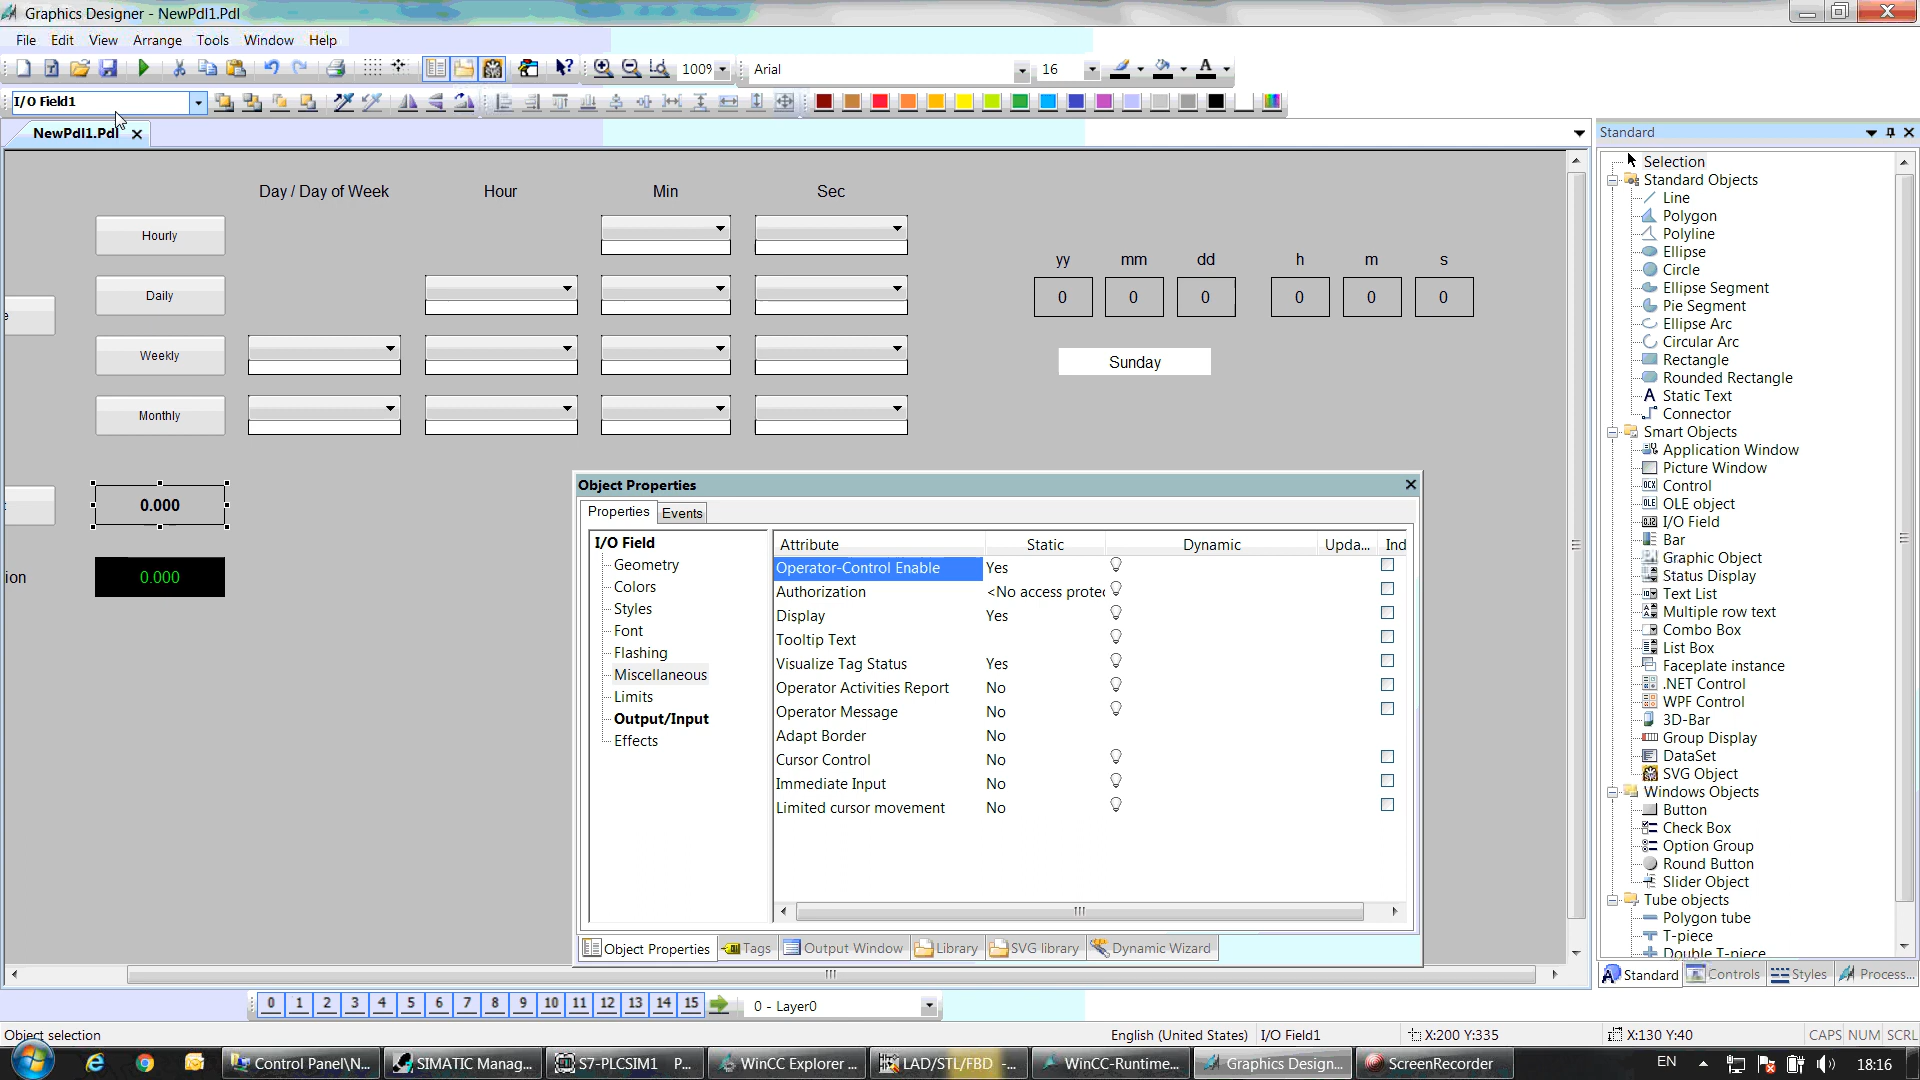 Graphics Designer - NewPdl1.Pdl
File Edit View Arrange Tools Window Help
100% Arial 16
I/O Field1
NewPdl1.Pdl
Day / Day of Week Hour Min Sec
Hourly
Daily
Weekly
Monthly
yy mm dd h m s
0 0 0 0 0 0
Sunday
e
t
0.000
ion 0.000
Object Properties
Properties Events
I/O Field
Geometry
Colors
Styles
Font
Flashing
Miscellaneous
Limits
Output/Input
Effects
Attribute Static Dynamic Upda... Ind
Operator-Control Enable Yes
Authorization <No access protec
Display Yes
Tooltip Text
Visualize Tag Status Yes
Operator Activities Report No
Operator Message No
Adapt Border No
Cursor Control No
Immediate Input No
Limited cursor movement No
Object Properties Tags Output Window Library SVG library Dynamic Wizard
Standard
Selection
Standard Objects
Line
Polygon
Polyline
Ellipse
Circle
Ellipse Segment
Pie Segment
Ellipse Arc
Circular Arc
Rectangle
Rounded Rectangle
Static Text
Connector
Smart Objects
Application Window
Picture Window
Control
OLE object
I/O Field
Bar
Graphic Object
Status Display
Text List
Multiple row text
Combo Box
List Box
Faceplate instance
.NET Control
WPF Control
3D-Bar
Group Display
DataSet
SVG Object
Windows Objects
Button
Check Box
Option Group
Round Button
Slider Object
Tube objects
Polygon tube
T-piece
Double T-piece
Standard Controls Styles Process...
0 1 2 3 4 5 6 7 8 9 10 11 12 13 14 15 0 - Layer0
Object selection English (United States) I/O Field1 X:200 Y:335 X:130 Y:40 CAPS NUM SCRL
Control Panel\N... SIMATIC Manag... S7-PLCSIM1 P... WinCC Explorer ... LAD/STL/FBD -... WinCC-Runtime... Graphics Design... ScreenRecorder EN 18:16